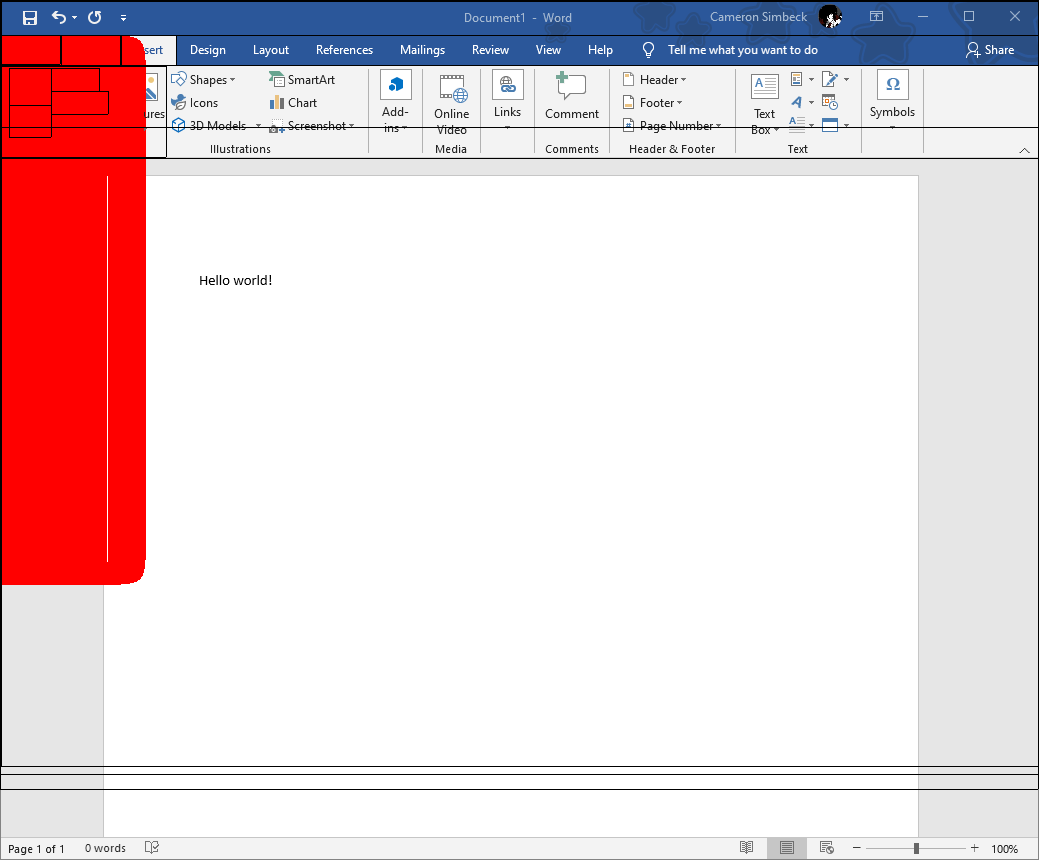 Document1 - Word
Cameron Simbeck
sert Design Layout References Mailings Review View Help Tell me what you want to do Share
ures
Shapes
Icons
3D Models
SmartArt
Chart
Screenshot
Illustrations
Add-
ins
Online
Video
Media
Links
Comment
Comments
Header
Footer
Page Number
Header & Footer
Text
Box
Text
Symbols
Hello world!
Page 1 of 1 0 words 100%